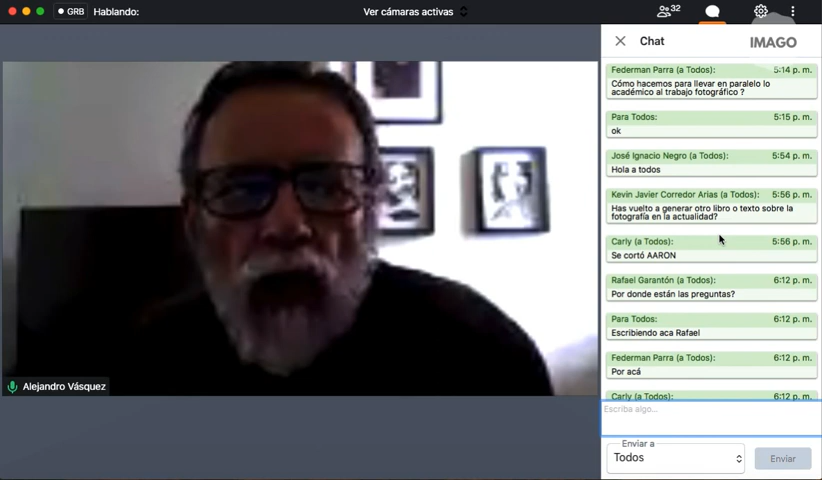 GRB
Hablando:
Ver cámaras activas
32
Chat
IMAGO
Federman Parra (a Todos): 5:14 p. m.
Cómo hacemos para llevar en paralelo lo
académico al trabajo fotográfico ?
Para Todos: 5:15 p. m.
ok
José Ignacio Negro (a Todos): 5:54 p. m.
Hola a todos
Kevin Javier Corredor Arias (a Todos): 5:56 p. m.
Has vuelto a generar otro libro o texto sobre la
fotografía en la actualidad?
Carly (a Todos): 5:56 p. m.
Se cortó AARON
Rafael Garantón (a Todos): 6:12 p. m.
Por donde están las preguntas?
Para Todos: 6:12 p. m.
Escribiendo aca Rafael
Federman Parra (a Todos): 6:12 p. m.
Por acá
Carly (a Todos): 6:12 p. m.
Escriba algo...
Enviar a
Todos
Enviar
Alejandro Vásquez